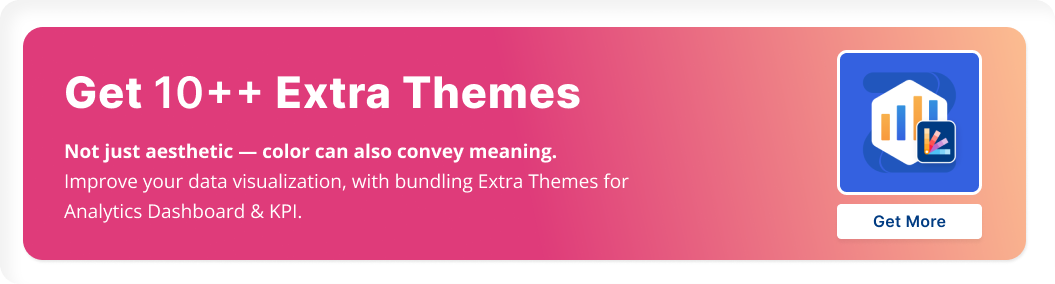 Get 10++ Extra Themes
Not just aesthetic — color can also convey meaning.
Improve your data visualization, with bundling Extra Themes for
Analytics Dashboard & KPI.
Get More